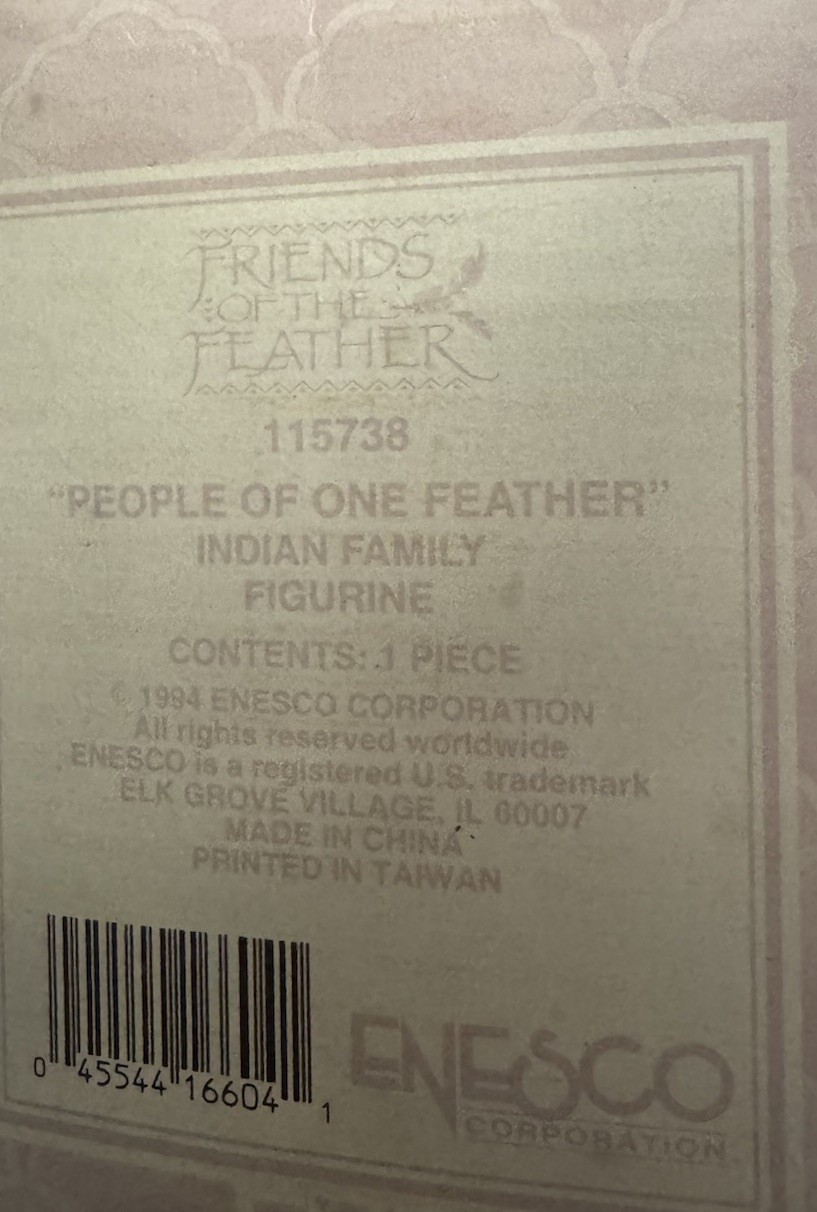 FRIENDS
OF THE
FEATHER
115738
"PEOPLE OF ONE FEATHER"
INDIAN FAMILY
FIGURINE
CONTENTS: 1 PIECE
© 1994 ENESCO CORPORATION
All rights reserved worldwide
ENESCO is a registered U.S. trademark
ELK GROVE VILLAGE, IL 60007
MADE IN CHINA
PRINTED IN TAIWAN
0 45544 16604 1
ENESCO
CORPORATION